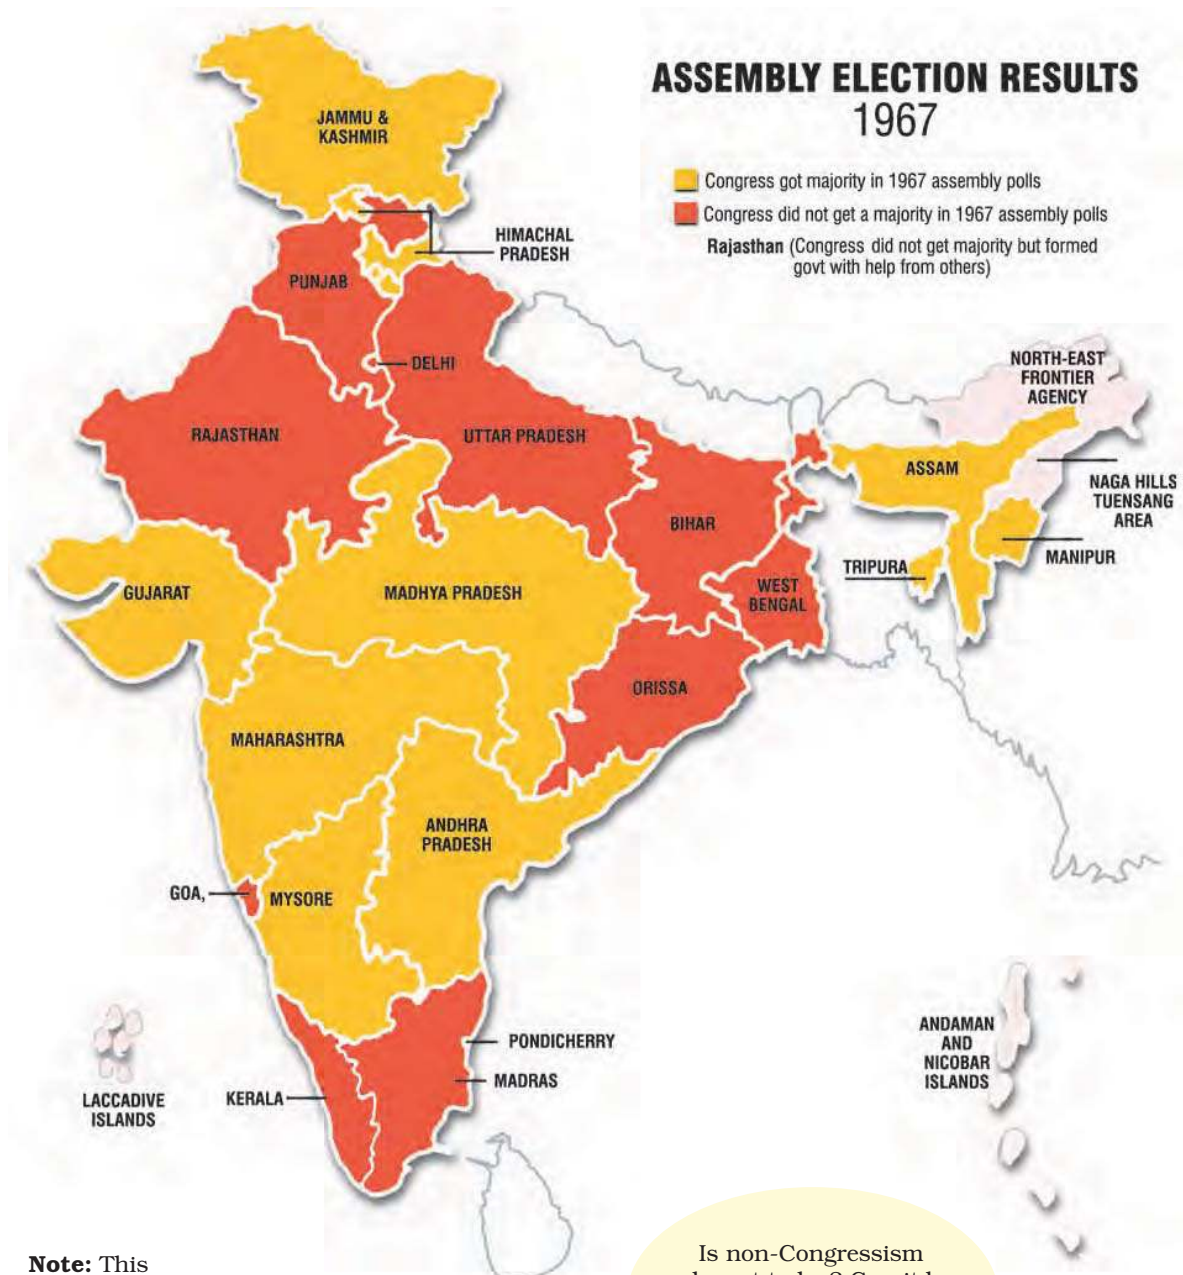 ASSEMBLY ELECTION RESULTS
1967
Congress got majority in 1967 assembly polls
Congress did not get a majority in 1967 assembly polls
Rajasthan (Congress did not get majority but formed
govt with help from others)
JAMMU &
KASHMIR
HIMACHAL
PRADESH
PUNJAB
DELHI
RAJASTHAN
UTTAR PRADESH
NORTH-EAST
FRONTIER
AGENCY
ASSAM
NAGA HILLS
TUENSANG
AREA
BIHAR
MANIPUR
TRIPURA
GUJARAT
MADHYA PRADESH
WEST
BENGAL
ORISSA
MAHARASHTRA
ANDHRA
PRADESH
GOA,
MYSORE
PONDICHERRY
MADRAS
KERALA
LACCADIVE
ISLANDS
ANDAMAN
AND
NICOBAR
ISLANDS
Note: This
Is non-Congressism